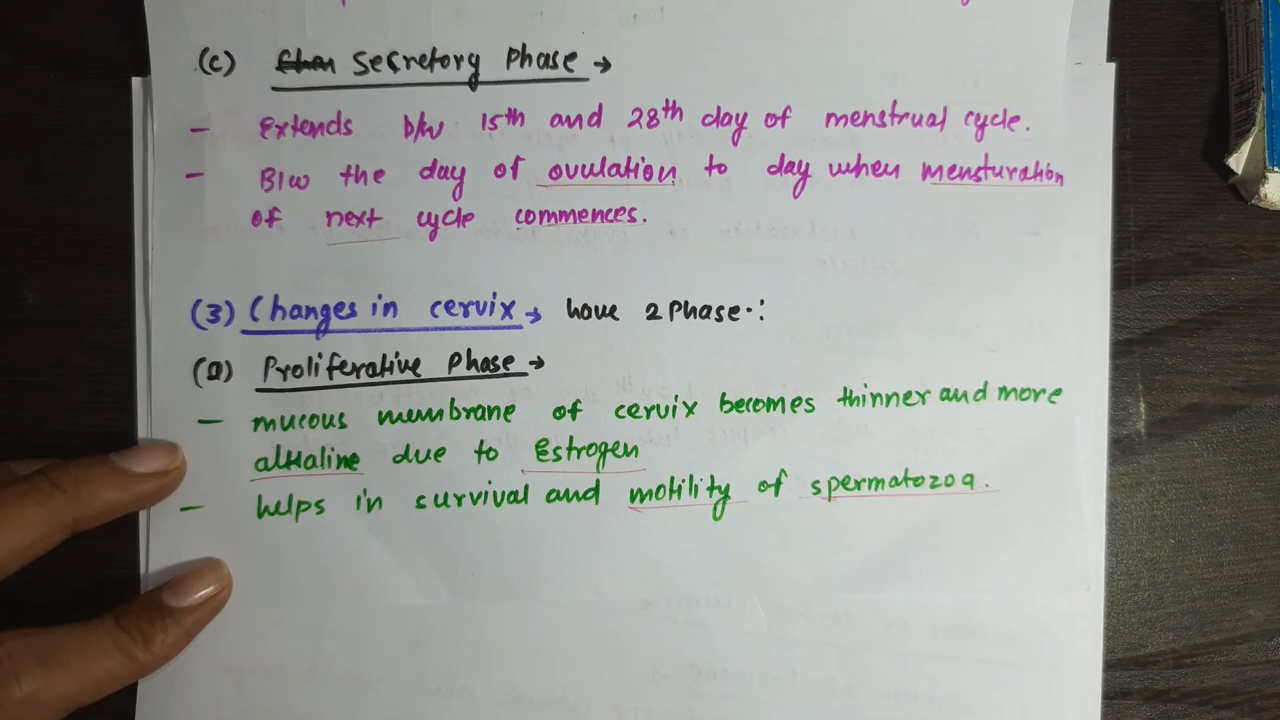 (c) Secretory Phase →
- Extends b/w 15th and 28th day of menstrual cycle.
- B/w the day of ovulation to day when mensturation
of next cycle commences.
(3) Changes in cervix → have 2 Phase:
(a) Proliferative Phase →
- mucous membrane of cervix becomes thinner and more
alkaline due to Estrogen
- helps in survival and motility of spermatozoa.